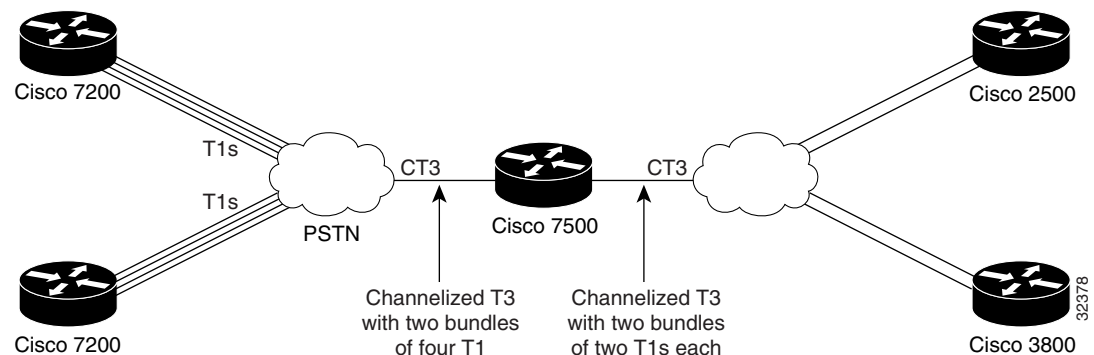 Cisco 7200
T1s
T1s
Cisco 7200
PSTN
CT3
Cisco 7500
CT3
Channelized T3
with two bundles
of four T1
Channelized T3
with two bundles
of two T1s each
Cisco 2500
Cisco 3800
32378